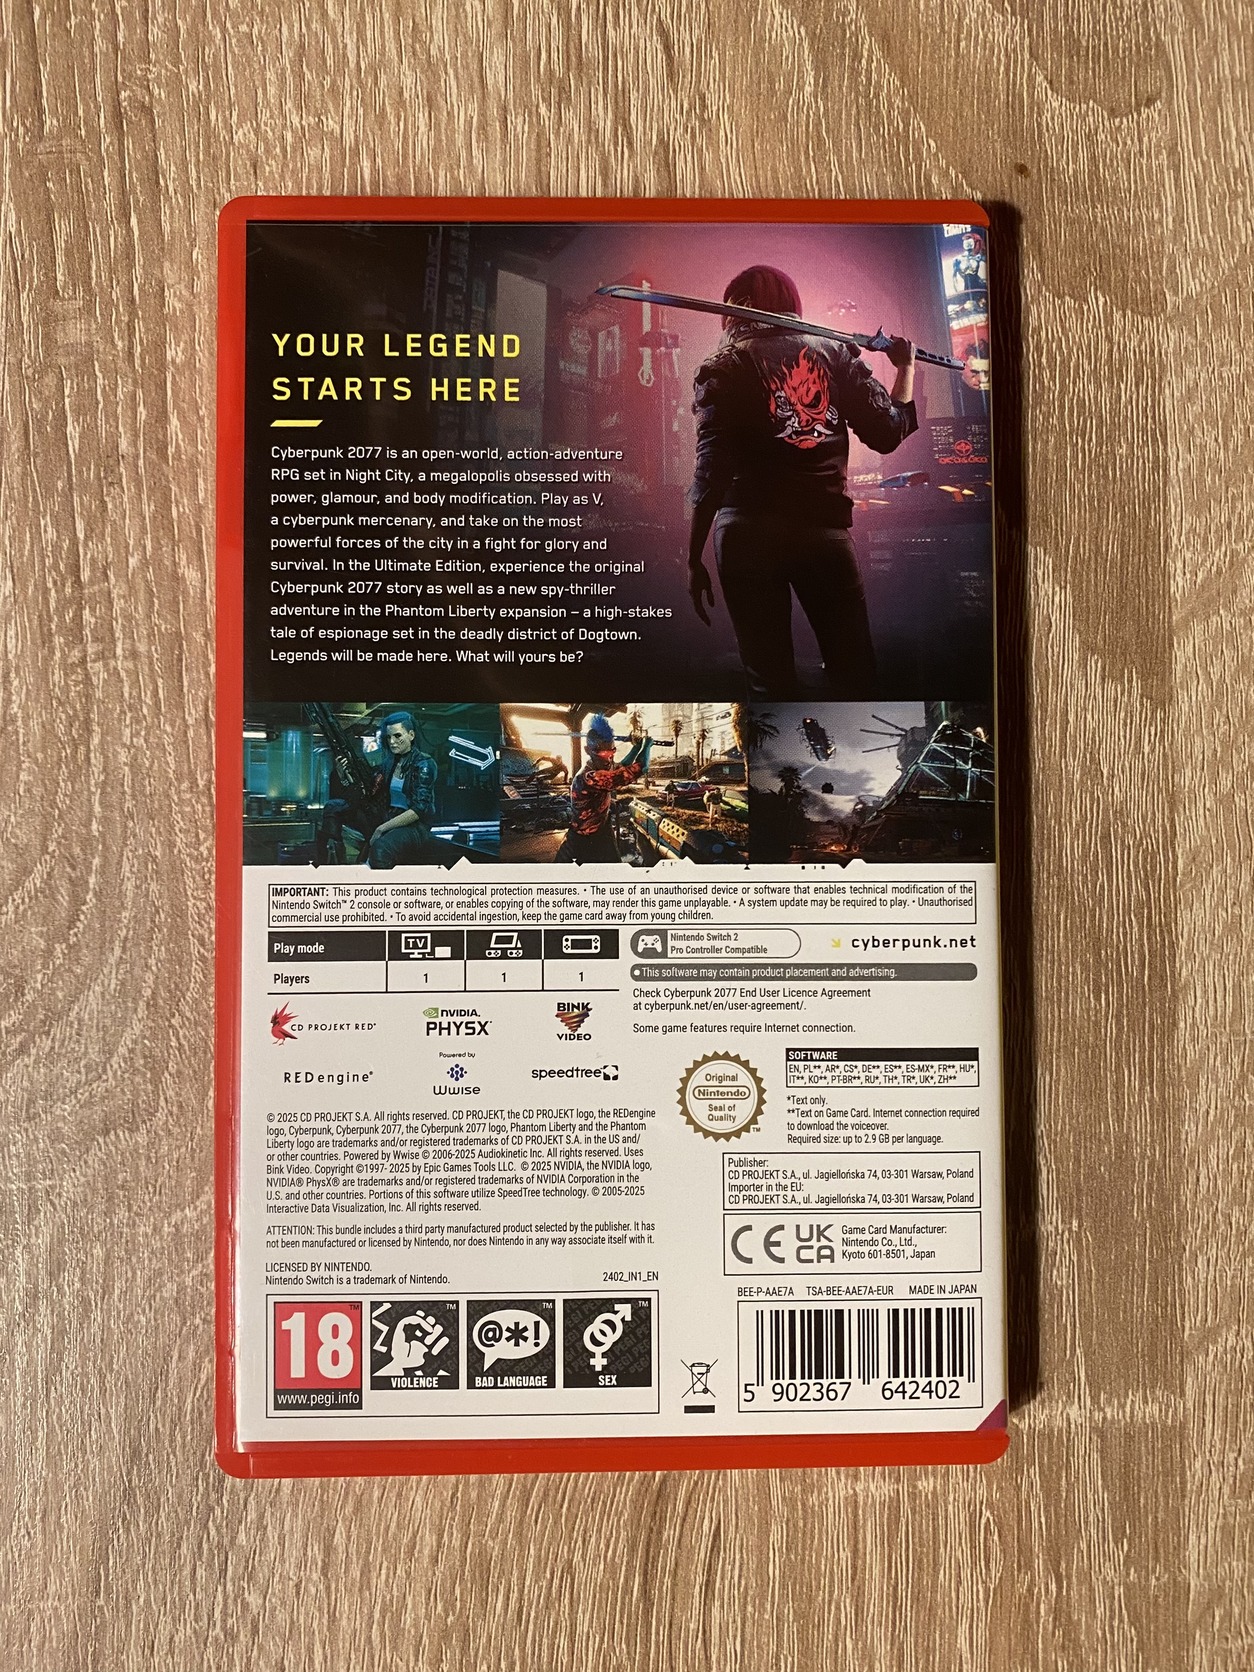 YOUR LEGEND
STARTS HERE
Cyberpunk 2077 is an open-world, action-adventure
RPG set in Night City, a megalopolis obsessed with
power, glamour, and body modification. Play as V,
a cyberpunk mercenary, and take on the most
powerful forces of the city in a fight for glory and
survival. In the Ultimate Edition, experience the original
Cyberpunk 2077 story as well as a new spy-thriller
adventure in the Phantom Liberty expansion – a high-stakes
tale of espionage set in the deadly district of Dogtown.
Legends will be made here. What will yours be?
IMPORTANT: This product contains technological protection measures. • The use of an unauthorised device or software that enables technical modification of the
Nintendo Switch™ 2 console or software, or enables copying of the software, may render this game unplayable. • A system update may be required to play. • Unauthorised
commercial use prohibited. • To avoid accidental ingestion, keep the game card away from young children.
Play mode TV
Players 1 1 1
Nintendo Switch 2
Pro Controller Compatible
cyberpunk.net
This software may contain product placement and advertising.
Check Cyberpunk 2077 End User Licence Agreement
at cyberpunk.net/en/user-agreement/.
Some game features require Internet connection.
CD PROJEKT RED®
NVIDIA.
PHYSX®
BINK
VIDEO
REDengine®
Powered by
Wwise
speedtree®
Original
Nintendo
Seal of
Quality
TM
SOFTWARE
EN, PL**, AR*, CS*, DE**, ES**, ES-MX*, FR**, HU*,
IT**, KO**, PT-BR**, RU*, TH*, TR*, UK*, ZH**
*Text only.
**Text on Game Card. Internet connection required
to download the voiceover.
Required size: up to 2.9 GB per language.
© 2025 CD PROJEKT S.A. All rights reserved. CD PROJEKT, the CD PROJEKT logo, the REDengine
logo, Cyberpunk, Cyberpunk 2077, the Cyberpunk 2077 logo, Phantom Liberty and the Phantom
Liberty logo are trademarks and/or registered trademarks of CD PROJEKT S.A. in the US and/
or other countries. Powered by Wwise © 2006-2025 Audiokinetic Inc. All rights reserved. Uses
Bink Video. Copyright ©1997- 2025 by Epic Games Tools LLC. © 2025 NVIDIA, the NVIDIA logo,
NVIDIA® PhysX® are trademarks and/or registered trademarks of NVIDIA Corporation in the
U.S. and other countries. Portions of this software utilize SpeedTree technology. © 2005-2025
Interactive Data Visualization, Inc. All rights reserved.
ATTENTION: This bundle includes a third party manufactured product selected by the publisher. It has
not been manufactured or licensed by Nintendo, nor does Nintendo in any way associate itself with it.
LICENSED BY NINTENDO.
Nintendo Switch is a trademark of Nintendo.
2402_IN1_EN
Publisher:
CD PROJEKT S.A., ul. Jagiellońska 74, 03-301 Warsaw, Poland
Importer in the EU:
CD PROJEKT S.A., ul. Jagiellońska 74, 03-301 Warsaw, Poland
CE UK
CA
Game Card Manufacturer:
Nintendo Co., Ltd.,
Kyoto 601-8501, Japan
BEE-P-AAE7A TSA-BEE-AAE7A-EUR MADE IN JAPAN
18 TM
www.pegi.info
TM
VIOLENCE
@*!
TM
BAD LANGUAGE
TM
SEX
5 902367 642402